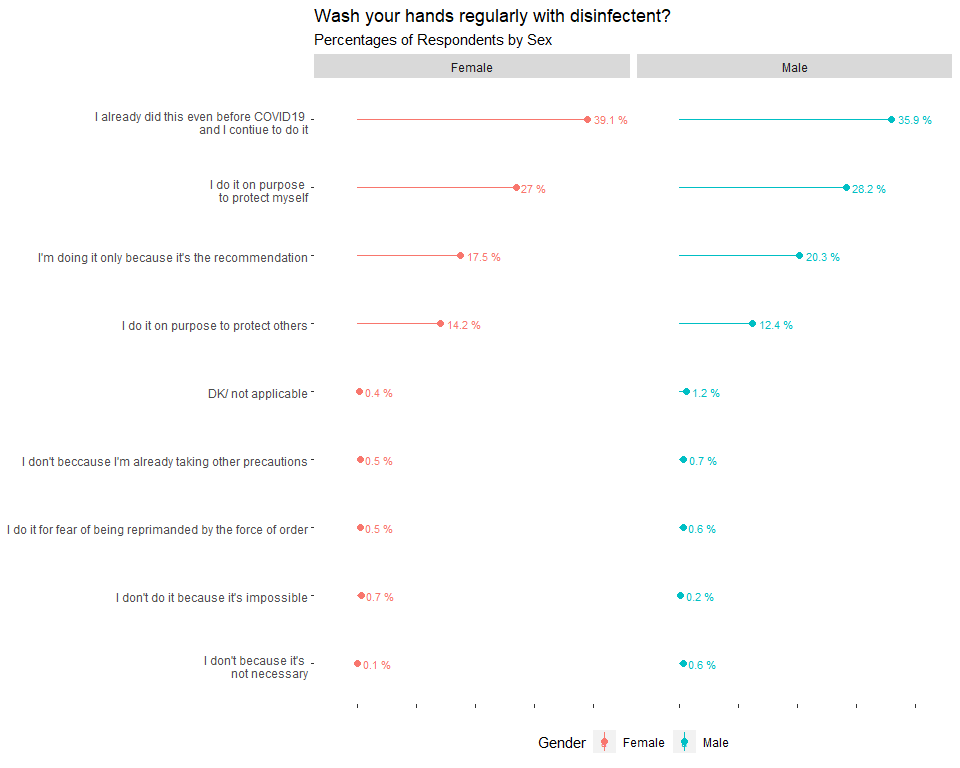 Wash your hands regularly with disinfectent?
Percentages of Respondents by Sex
Female
Male
I already did this even before COVID19
and I contiue to do it
39.1 %
35.9 %
I do it on purpose
to protect myself
27 %
28.2 %
I'm doing it only because it's the recommendation
17.5 %
20.3 %
I do it on purpose to protect others
14.2 %
12.4 %
DK/ not applicable
0.4 %
1.2 %
I don't beccause I'm already taking other precautions
0.5 %
0.7 %
I do it for fear of being reprimanded by the force of order
0.5 %
0.6 %
I don't do it because it's impossible
0.7 %
0.2 %
I don't because it's
not necessary
0.1 %
0.6 %
Gender
Female
Male